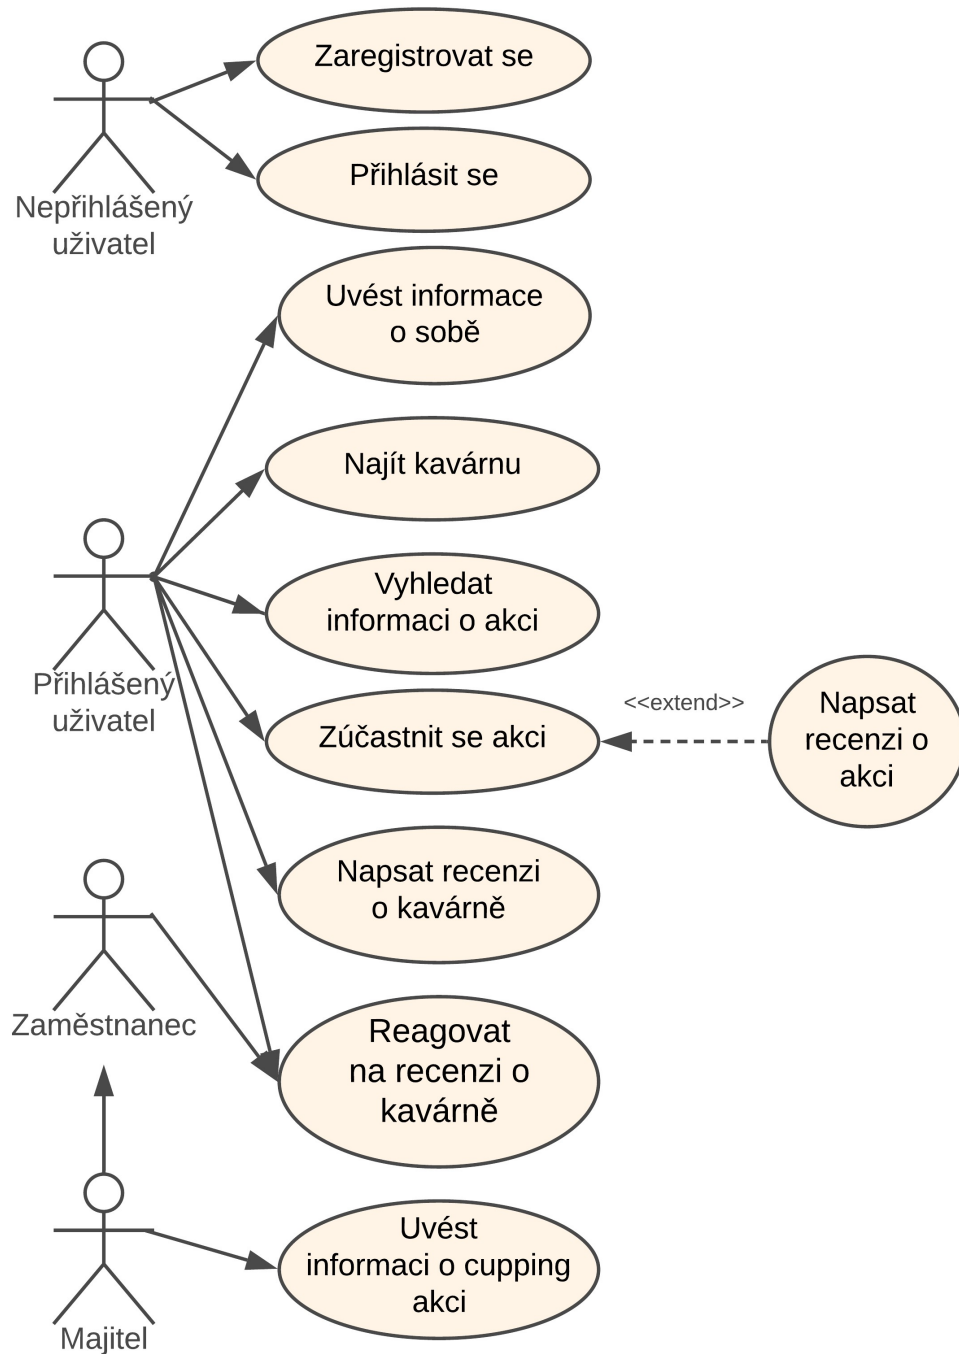 Zaregistrovat se
Přihlásit se
Nepřihlášený
uživatel
Uvést informace
o sobě
Najít kavárnu
Vyhledat
informaci o akci
Přihlášený
uživatel
Zúčastnit se akci
<<extend>>
Napsat
recenzi o
akci
Napsat recenzi
o kavárně
Zaměstnanec
Reagovat
na recenzi o
kavárně
Uvést
informaci o cupping
akci
Majitel